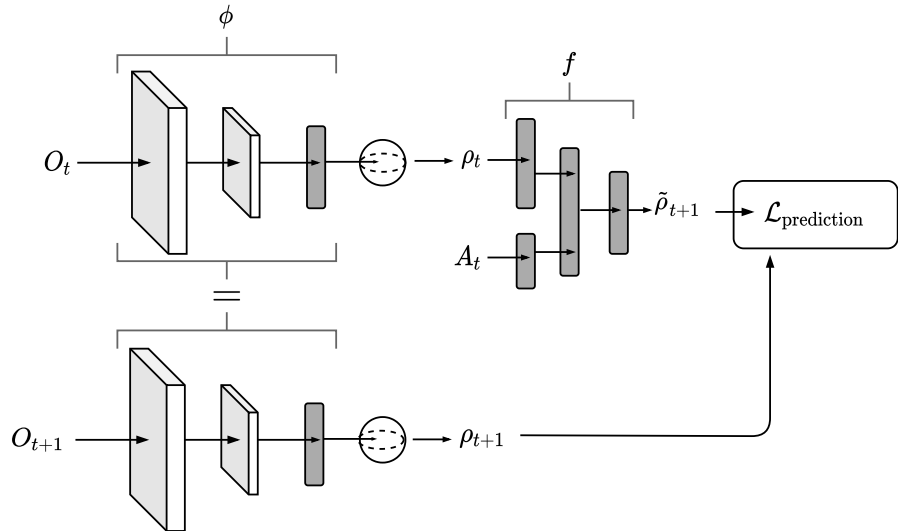 ϕ
f
O_t
ρ_t
ρ̃_{t+1}
ℒ_prediction
A_t
=
O_{t+1}
ρ_{t+1}